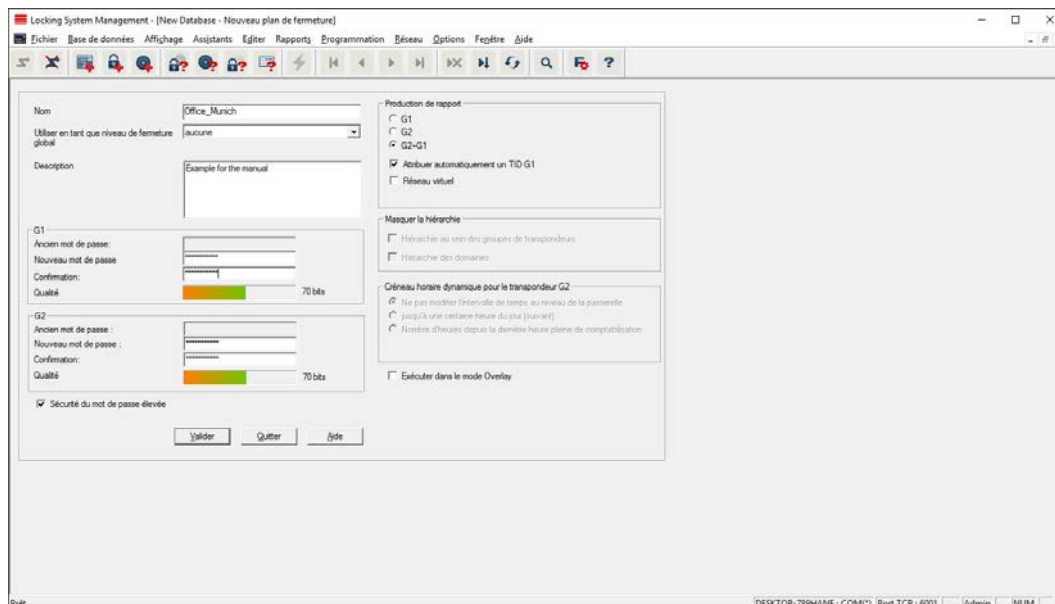 Locking System Management - [New Database - Nouveau plan de fermeture]
Fichier Base de données Affichage Assistants Editer Rapports Programmation Réseau Options Fenêtre Aide
Nom
Office_Munich
Utiliser en tant que niveau de fermeture global
aucune
Description
Example for the manual
G1
Ancien mot de passe:
Nouveau mot de passe
Confirmation:
Qualité
70 bits
G2
Ancien mot de passe :
Nouveau mot de passe :
Confirmation:
Qualité
70 bits
Sécurité du mot de passe élevée
Valider Quitter Aide
Production de rapport
G1
G2
G2+G1
Attribuer automatiquement un TID G1
Réseau virtuel
Masquer la hiérarchie
Hiérarchie au sein des groupes de transpondeurs
Hiérarchie des domaines
Créneau horaire dynamique pour le transpondeur G2
Ne pas modifier l'intervalle de temps au niveau de la passerelle
jusqu'à une certaine heure du jour (suivant)
Nombre d'heures depuis la dernière heure pleine de comptabilisation
Exécuter dans le mode Overlay
Prêt
DESKTOP-789HANE : COM(*) Port TCP : 6001 Admin NUM